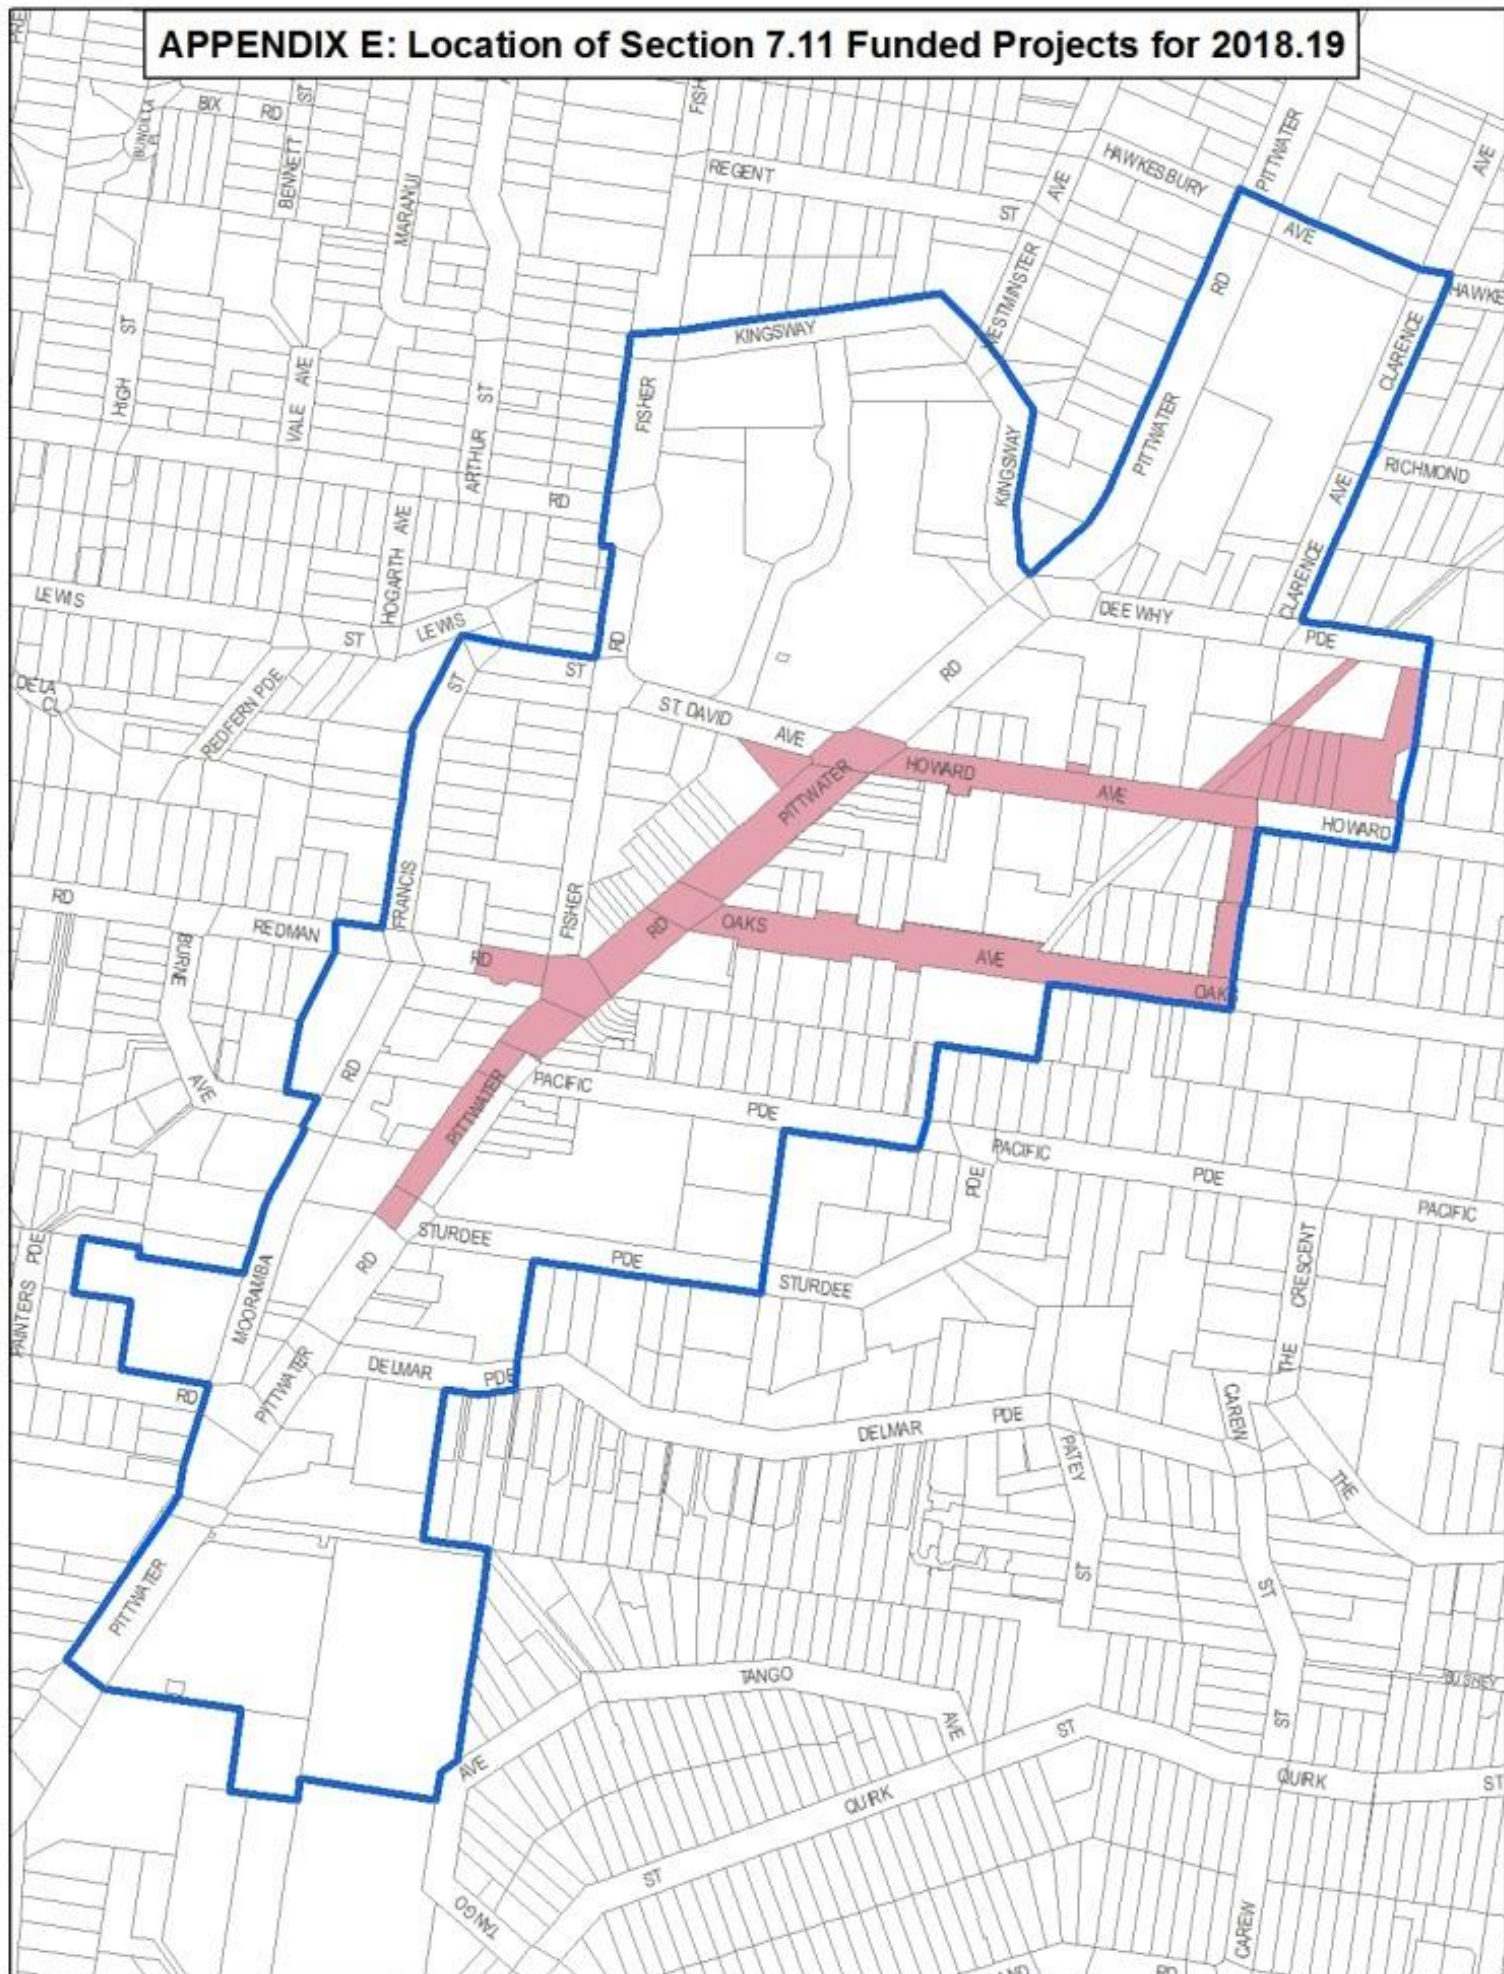 APPENDIX E: Location of Section 7.11 Funded Projects for 2018.19
BIX
RD
ST
BENNETT
MARANUI
REGENT
ST
AVE
HAWKESBURY
PITTWATER
AVE
AVE
RD
WESTMINSTER
KINGSWAY
CLARENCE
ST
HIGH
VALE AVE
ARTHUR ST
FISHER
KINGSWAY
PITTWATER
AVE
RICHMOND
RD
HOGARTH AVE
LEWIS
ST
LEWIS
CLARENCE
DEE WHY
PDE
RD
ST
ST
REDFERN PDE
RD
ST DAVID
AVE
PITTWATER
HOWARD
AVE
HOWARD
FRANCIS
FISHER
RD
REDMAN
RD
RD
OAKS
AVE
OAK
BURNE
AVE
RD
PITTWATER
PACIFIC
PDE
PACIFIC
PDE
PDE
PACIFIC
STURDEE
PDE
STURDEE
RD
PAINTERS PDE
MOORAMBA
THE CRESCENT
RD
PITTWATER
DELMAR
PDE
DELMAR
PDE
PATEY
ST
CAREW
ST
THE
PITTWATER
TANGO
AVE
AVE
ST
ST
QUIRK
QUIRK
ST
ST
TANGO
CAREW
RD